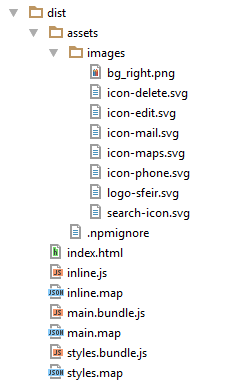 dist
assets
images
bg_right.png
icon-delete.svg
icon-edit.svg
icon-mail.svg
icon-maps.svg
icon-phone.svg
logo-sfeir.svg
search-icon.svg
.npmignore
index.html
inline.js
inline.map
main.bundle.js
main.map
styles.bundle.js
styles.map